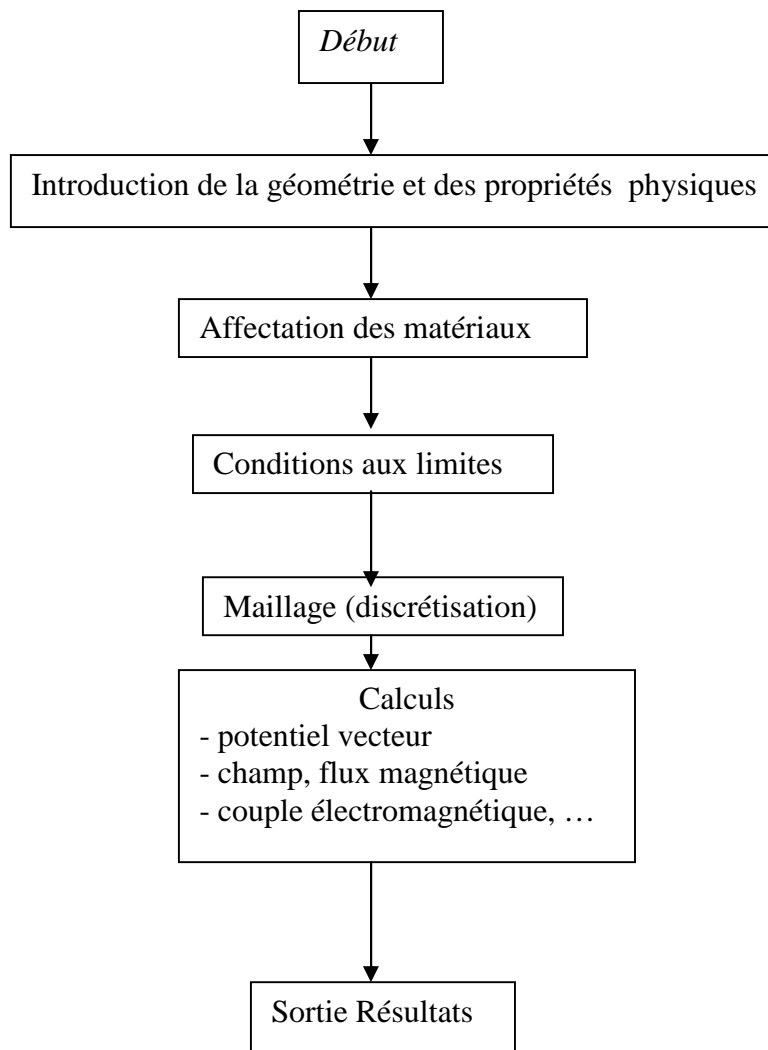 Début
Introduction de la géométrie et des propriétés physiques
Affectation des matériaux
Conditions aux limites
Maillage (discrétisation)
Calculs
- potentiel vecteur
- champ, flux magnétique
- couple électromagnétique, …
Sortie Résultats